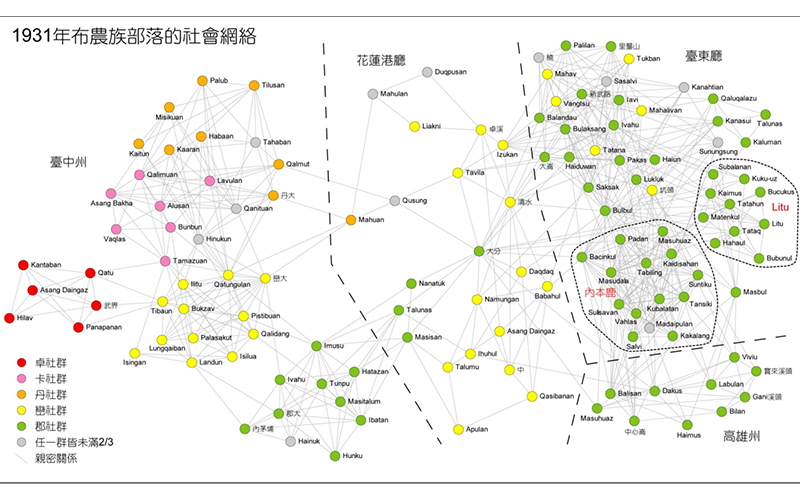 1931年布農族部落的社會網絡
花蓮港廳
臺東廳
臺中州
高雄州
Palub
Tilusan
Misikuan
Habaan
Tahaban
Kaitun
Kaaran
Qalmut
Qalimuan
Lavulan
丹大
Asang Bakha
Alusan
Qanituan
Vaqlas
Bunbun
Hinukun
Mahuan
Tamazuan
Kantaban
Qatu
Asang Daingaz
武界
Hilav
Panapanan
Ilitu
Qatungulan
巒大
Tibaun
Bukzav
Pistibuan
Lungqaiban
Palasakut
Qalidang
Isingan
Landun
Isilua
Imusu
Ivahu
Tunpu
Hatazan
Masitalum
郡大
Ibatan
內茅埔
Hainuk
Hunku
Duqpusan
Mahulan
Liakni
卓溪
Izukan
Tavila
Qusung
清水
大分
Daqdaq
Babahul
Nanatuk
Namungan
Talunas
Masisan
Asang Daingaz
Ihuhul
Talumu
中
Qasibanan
Apulan
Palilan
里壠山
Tukban
楠
Mahav
Sasalvi
Kanahtian
Vangtsu
新武路
Iavi
Mahalivan
Qaluqalazu
Balandau
Bulaksang
Ivahu
Kanasui
Talunas
Tatana
Sunungsung
Kaluman
大崙
Haiduwan
Pakas
Haiun
Saksak
Lukluk
坑頭
Bulbul
Subalanan
Kuku-uz
Kaimus
Bucukus
Tatahun
Litu
Matenkul
Litu
Tataq
Hahaul
Bubunul
Padan
Masuhuaz
Bacinkul
Kaidisahan
Masudala
Tabiling
內本鹿
Suntiku
Sulsavan
Kubalatan
Tansiki
Vahlas
Madaipulan
Salvi
Kakalang
Masbul
Viviu
寶來溪頭
Labulan
Balisan
Dakus
Gani溪頭
Masuhuaz
Bilan
中心崙
Haimus
卓社群
卡社群
丹社群
巒社群
郡社群
任一群皆未滿2/3
親密關係